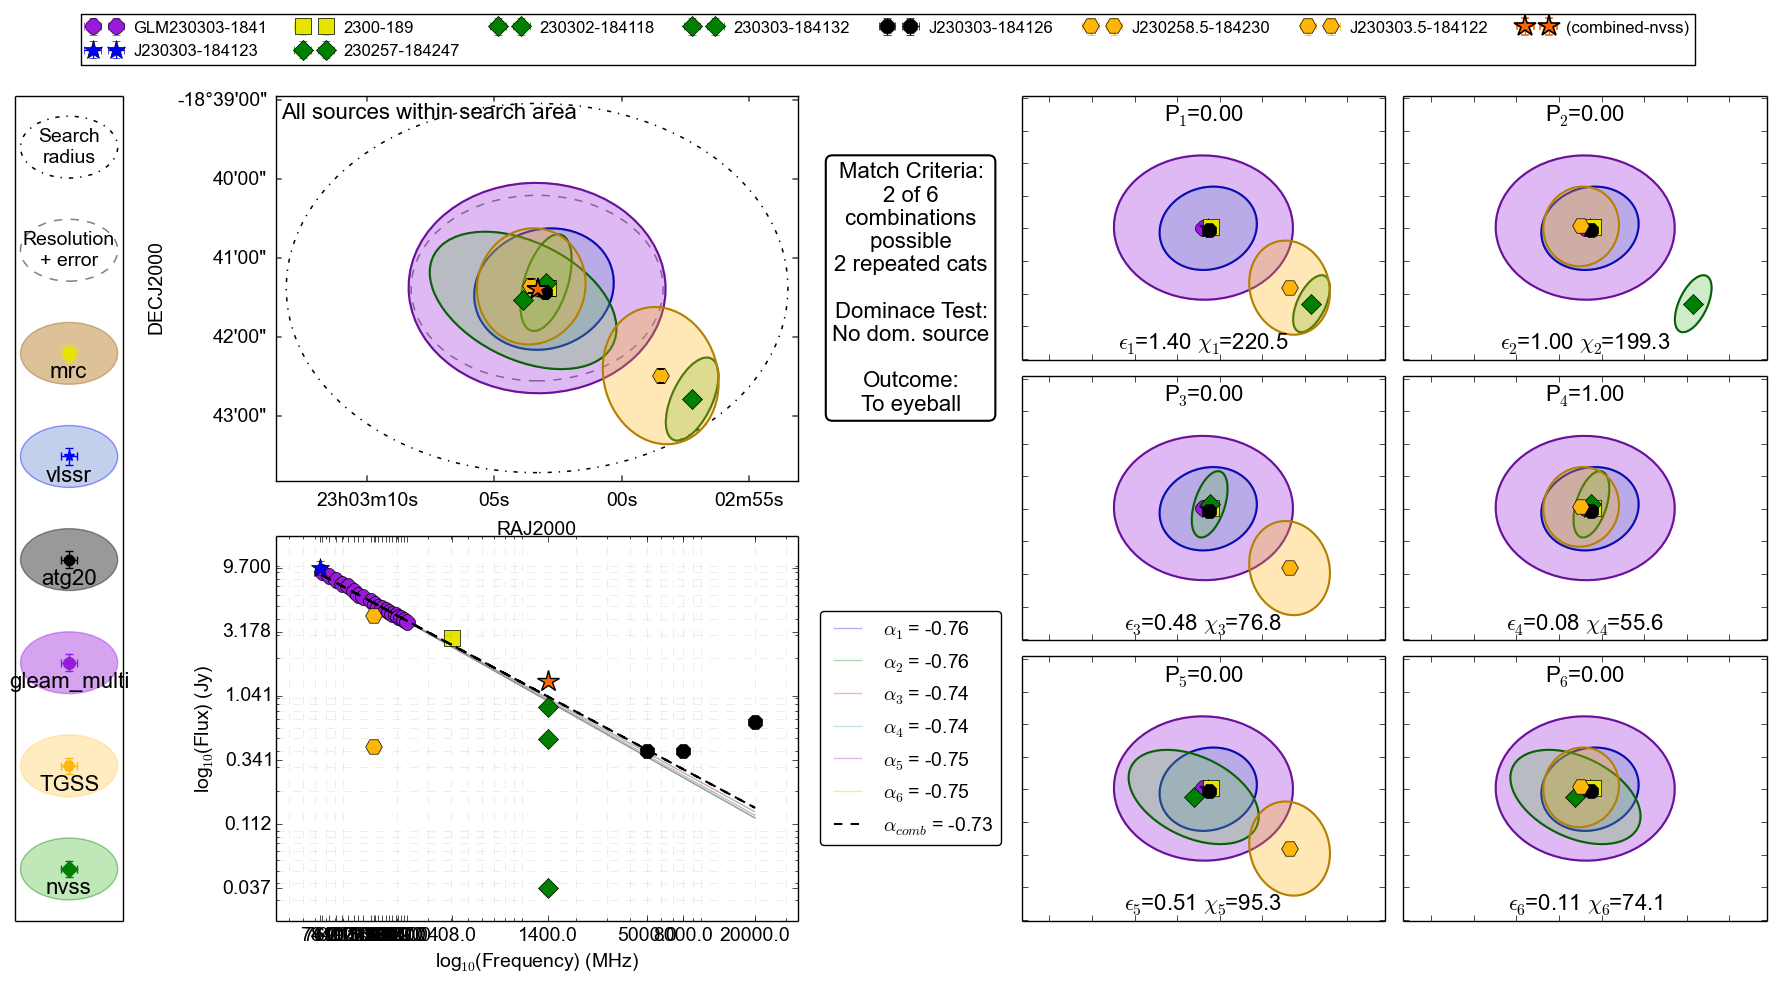 GLM230303-1841 2300-189 230302-184118 230303-184132 J230303-184126 J230258.5-184230 J230303.5-184122 (combined-nvss)
J230303-184123 230257-184247
Search
radius
Resolution
+ error
mrc
vlssr
atg20
gleam_multi
TGSS
nvss
All sources within search area
-18°39'00"
40'00"
41'00"
42'00"
43'00"
DECJ2000
23h03m10s 05s 00s 02m55s
RAJ2000
9.700
3.178
1.041
0.341
0.112
0.037
log10(Flux) (Jy)
408.0 1400.0 20000.0
log10(Frequency) (MHz)
Match Criteria:
2 of 6
combinations
possible
2 repeated cats
Dominace Test:
No dom. source
Outcome:
To eyeball
α1 = -0.76
α2 = -0.76
α3 = -0.74
α4 = -0.74
α5 = -0.75
α6 = -0.75
αcomb = -0.73
P1=0.00
ϵ1=1.40 χ1=220.5
P2=0.00
ϵ2=1.00 χ2=199.3
P3=0.00
ϵ3=0.48 χ3=76.8
P4=1.00
ϵ4=0.08 χ4=55.6
P5=0.00
ϵ5=0.51 χ5=95.3
P6=0.00
ϵ6=0.11 χ6=74.1